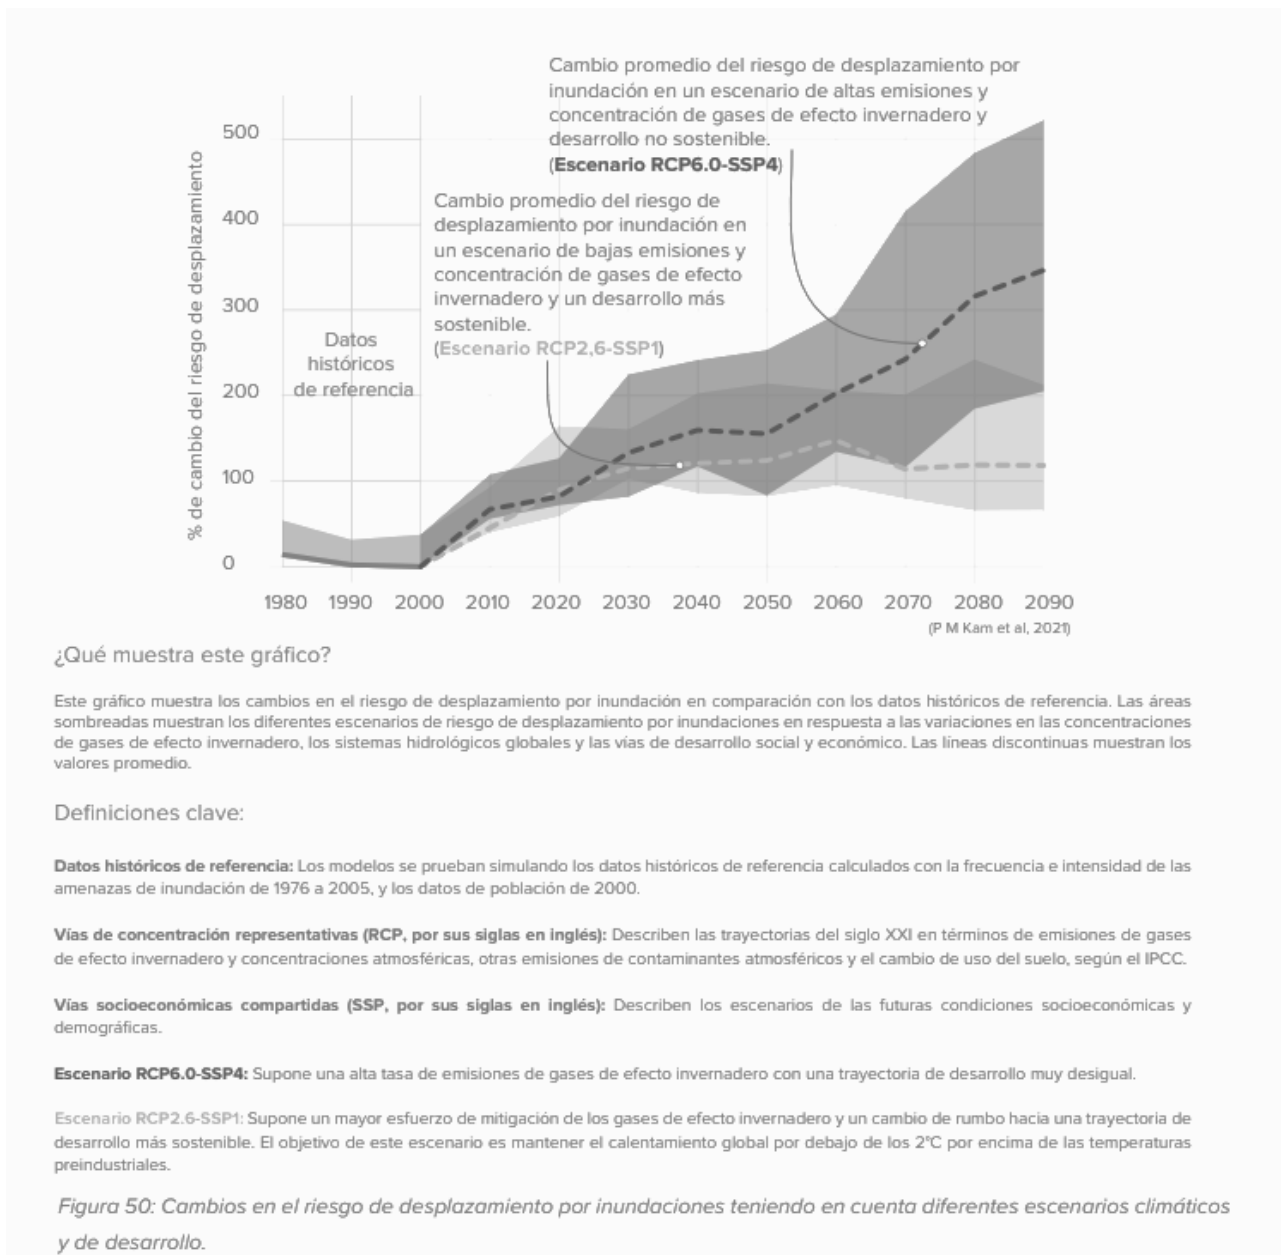 Cambio promedio del riesgo de desplazamiento por
inundación en un escenario de altas emisiones y
concentración de gases de efecto invernadero y
desarrollo no sostenible.
(Escenario RCP6.0-SSP4)
Cambio promedio del riesgo de
desplazamiento por inundación en
un escenario de bajas emisiones y
concentración de gases de efecto
invernadero y un desarrollo más
sostenible.
(Escenario RCP2,6-SSP1)
% de cambio del riesgo de desplazamiento
500
400
300
200
100
0
Datos
históricos
de referencia
1980 1990 2000 2010 2020 2030 2040 2050 2060 2070 2080 2090
(P M Kam et al, 2021)
¿Qué muestra este gráfico?
Este gráfico muestra los cambios en el riesgo de desplazamiento por inundación en comparación con los datos históricos de referencia. Las áreas
sombreadas muestran los diferentes escenarios de riesgo de desplazamiento por inundaciones en respuesta a las variaciones en las concentraciones
de gases de efecto invernadero, los sistemas hidrológicos globales y las vías de desarrollo social y económico. Las líneas discontinuas muestran los
valores promedio.
Definiciones clave:
Datos históricos de referencia: Los modelos se prueban simulando los datos históricos de referencia calculados con la frecuencia e intensidad de las
amenazas de inundación de 1976 a 2005, y los datos de población de 2000.
Vías de concentración representativas (RCP, por sus siglas en inglés): Describen las trayectorias del siglo XXI en términos de emisiones de gases
de efecto invernadero y concentraciones atmosféricas, otras emisiones de contaminantes atmosféricos y el cambio de uso del suelo, según el IPCC.
Vías socioeconómicas compartidas (SSP, por sus siglas en inglés): Describen los escenarios de las futuras condiciones socioeconómicas y
demográficas.
Escenario RCP6.0-SSP4: Supone una alta tasa de emisiones de gases de efecto invernadero con una trayectoria de desarrollo muy desigual.
Escenario RCP2.6-SSP1: Supone un mayor esfuerzo de mitigación de los gases de efecto invernadero y un cambio de rumbo hacia una trayectoria de
desarrollo más sostenible. El objetivo de este escenario es mantener el calentamiento global por debajo de los 2°C por encima de las temperaturas
preindustriales.
Figura 50: Cambios en el riesgo de desplazamiento por inundaciones teniendo en cuenta diferentes escenarios climáticos
y de desarrollo.